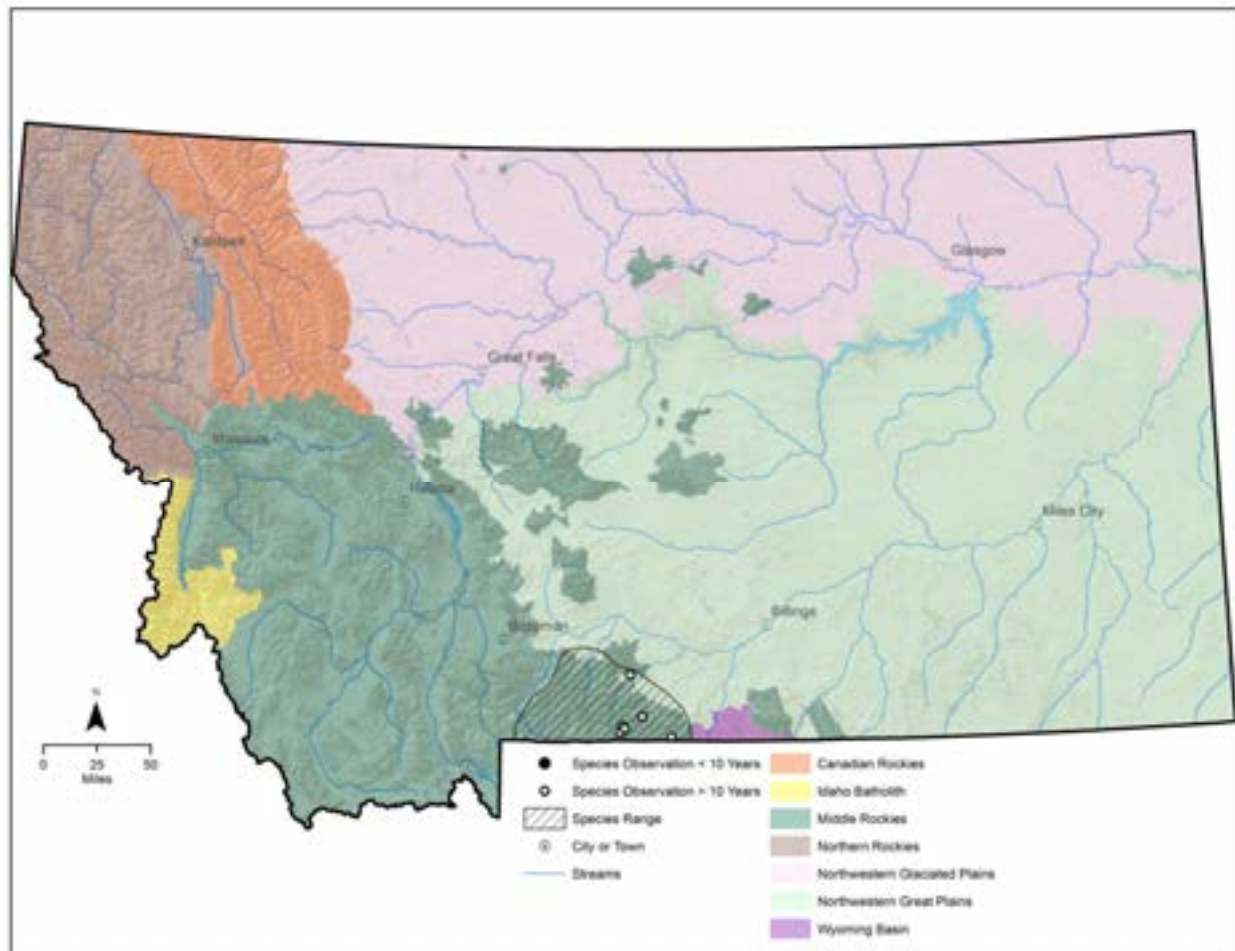 Kalispell
Glasgow
Great Falls
Missoula
Helena
Miles City
Billings
Bozeman
N
0 25 50
Miles
Species Observation < 10 Years
Species Observation > 10 Years
Species Range
City or Town
Streams
Canadian Rockies
Idaho Batholith
Middle Rockies
Northern Rockies
Northwestern Glaciated Plains
Northwestern Great Plains
Wyoming Basin